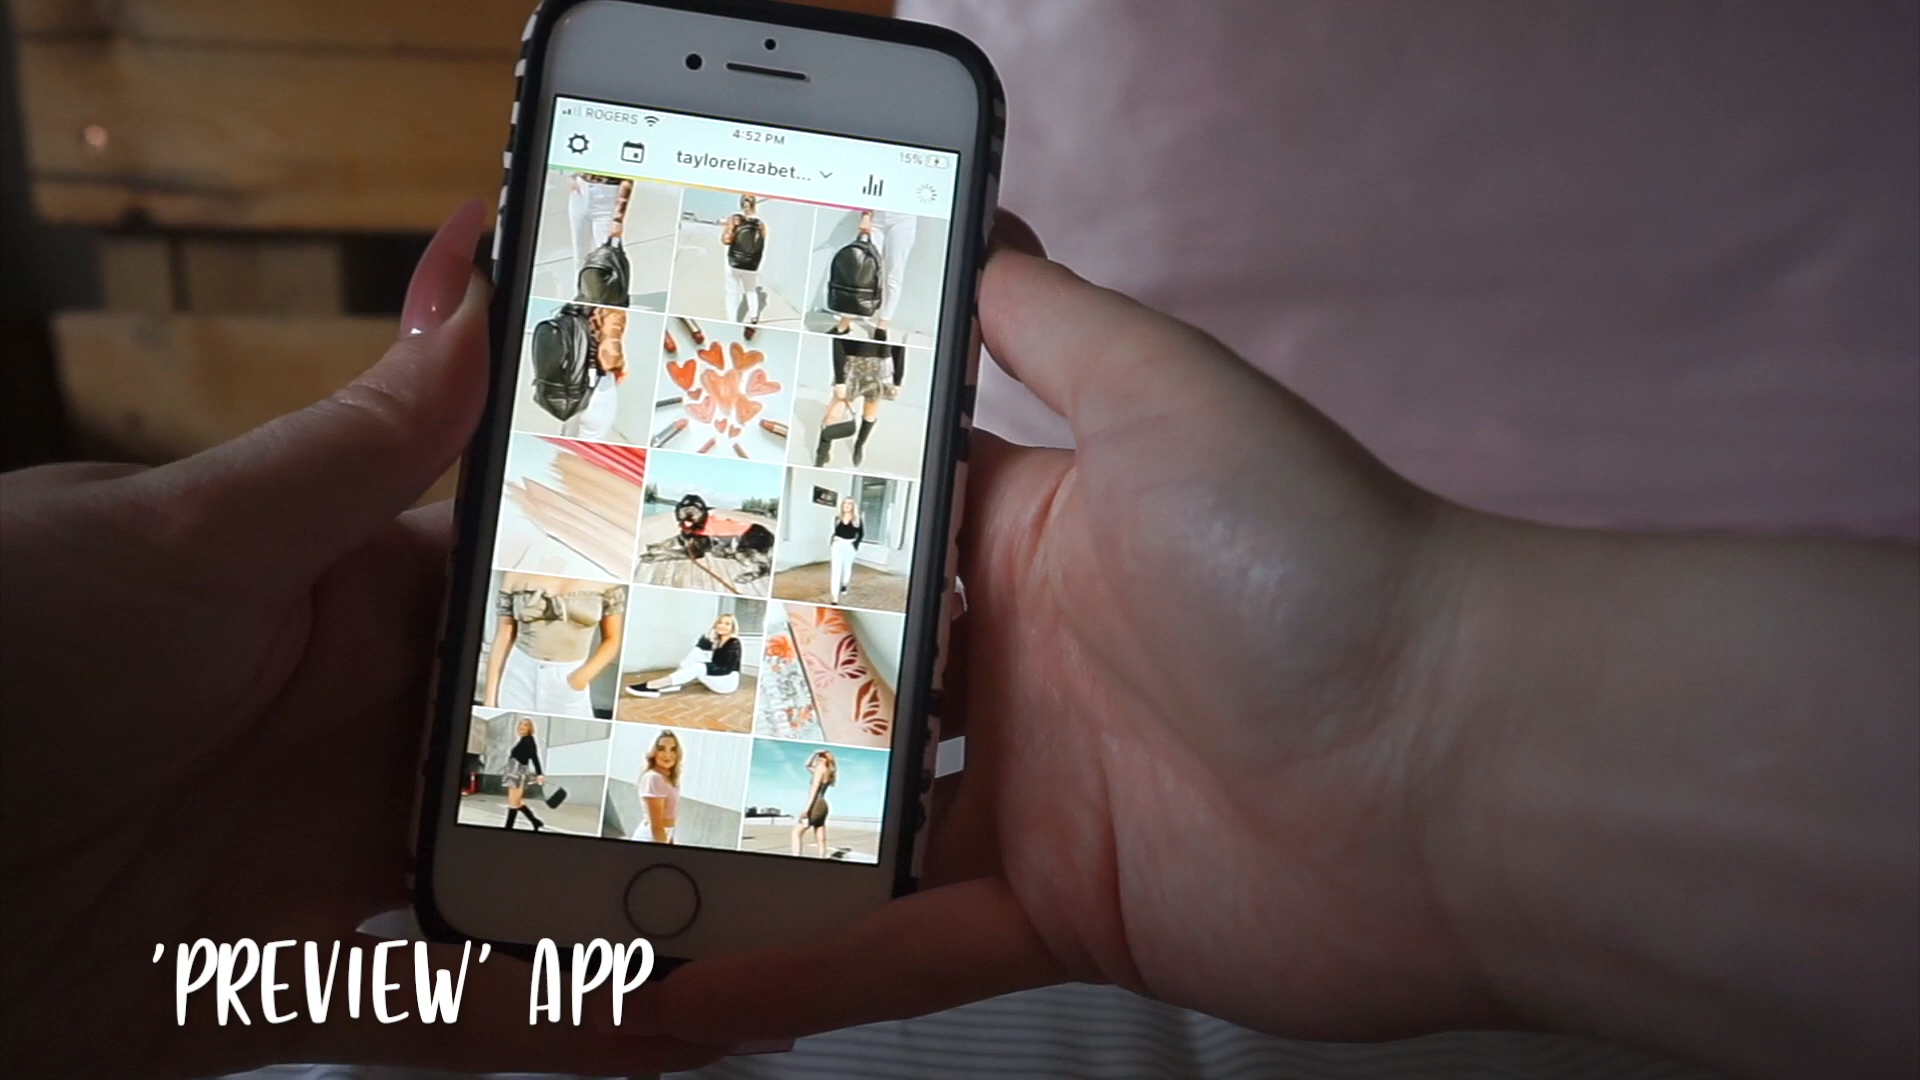 ROGERS
4:52 PM
15%
taylorelizabet...
'PREVIEW' APP